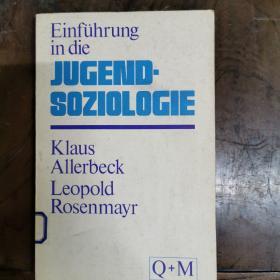 Einführung
in die
JUGEND-
SOZIOLOGIE
Klaus
Allerbeck
Leopold
Rosenmayr
Q+M